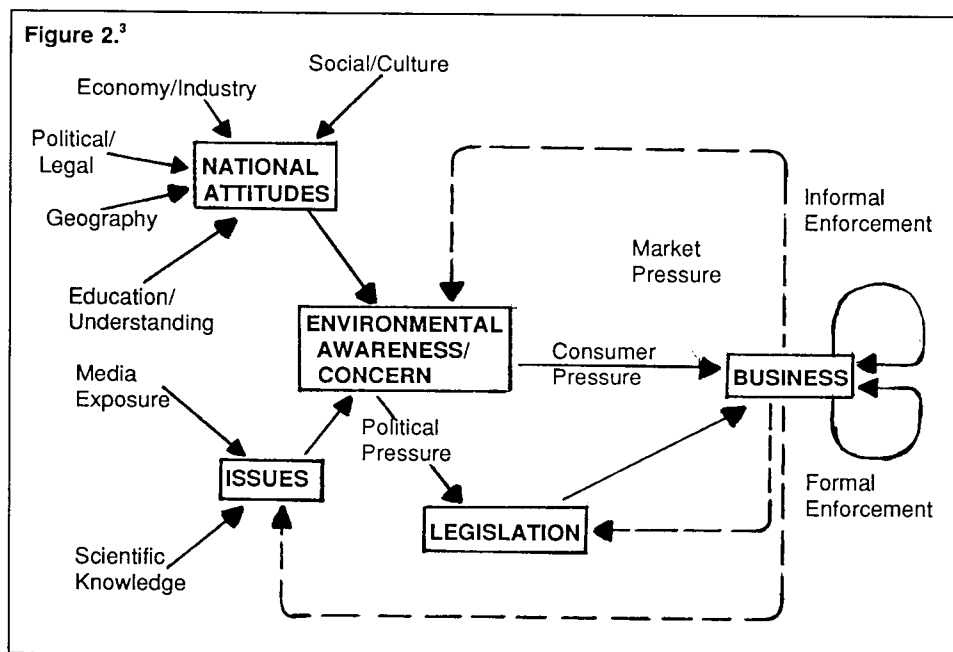 Figure 2.³
Social/Culture
Economy/Industry
Political/
Legal
NATIONAL
ATTITUDES
Geography
Informal
Enforcement
Market
Pressure
Education/
Understanding
ENVIRONMENTAL
AWARENESS/
CONCERN
Consumer
Pressure
BUSINESS
Media
Exposure
Political
Pressure
ISSUES
Formal
Enforcement
LEGISLATION
Scientific
Knowledge